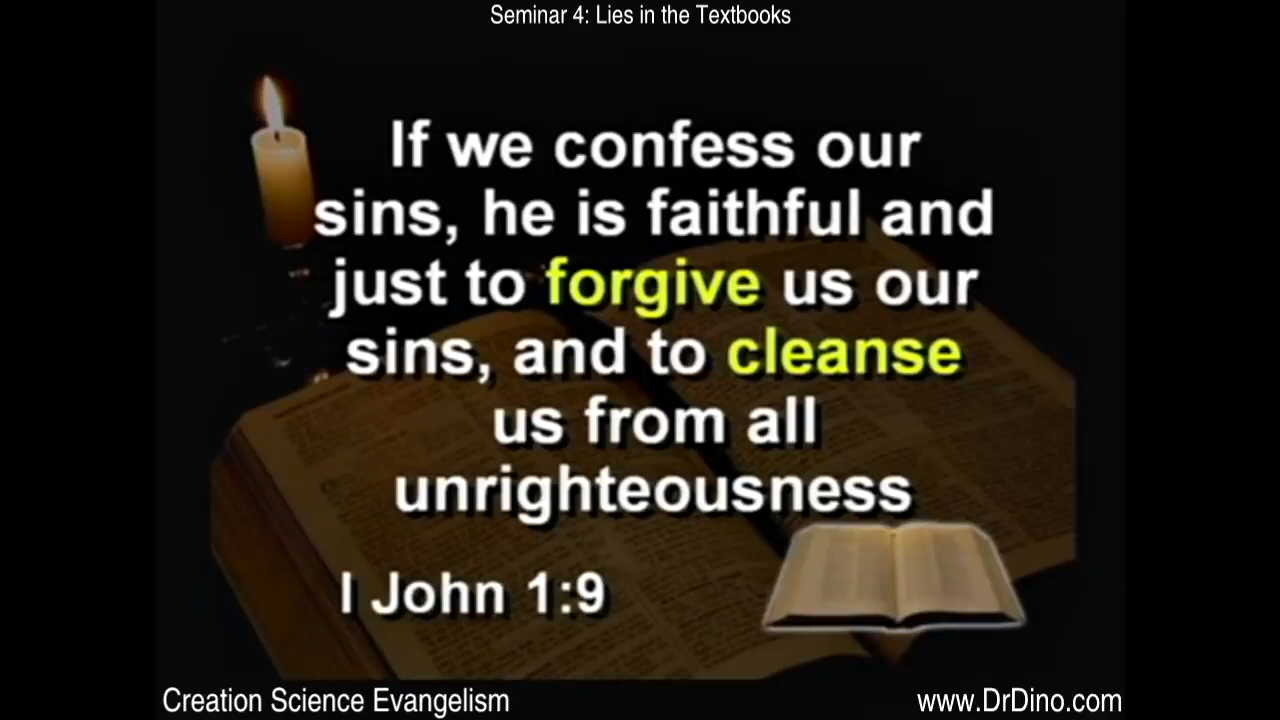 Seminar 4: Lies in the Textbooks
If we confess our
sins, he is faithful and
just to forgive us our
sins, and to cleanse
us from all
unrighteousness
I John 1:9
Creation Science Evangelism
www.DrDino.com